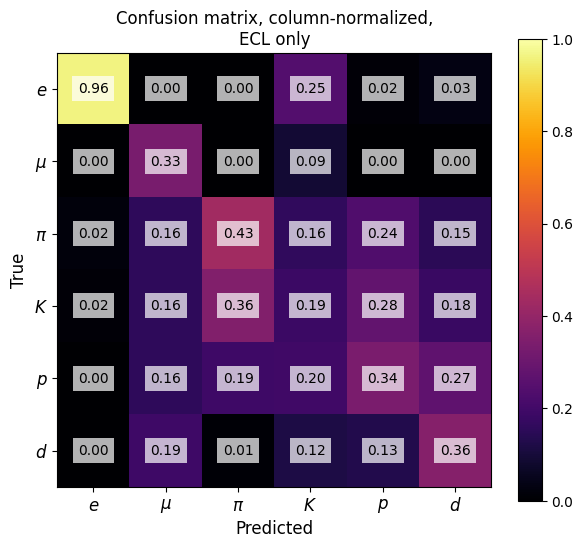 Confusion matrix, column-normalized,
ECL only
True
e 0.96 0.00 0.00 0.25 0.02 0.03
μ 0.00 0.33 0.00 0.09 0.00 0.00
π 0.02 0.16 0.43 0.16 0.24 0.15
K 0.02 0.16 0.36 0.19 0.28 0.18
p 0.00 0.16 0.19 0.20 0.34 0.27
d 0.00 0.19 0.01 0.12 0.13 0.36
e μ π K p d
Predicted
1.0
0.8
0.6
0.4
0.2
0.0